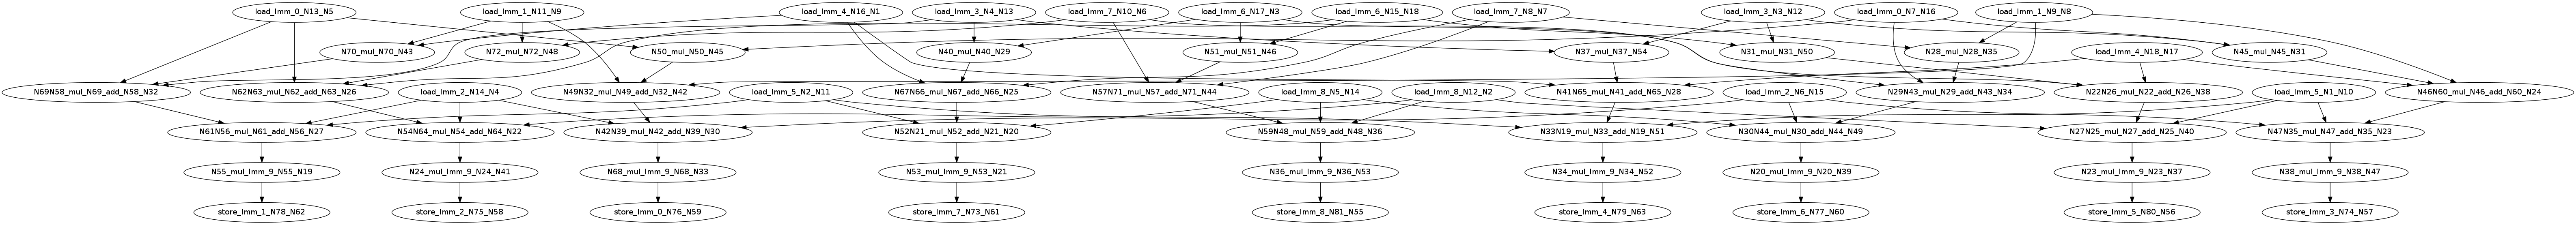 load_Imm_0_N13_N5
load_Imm_1_N11_N9
load_Imm_4_N16_N1
load_Imm_3_N4_N13
load_Imm_7_N10_N6
load_Imm_6_N17_N3
load_Imm_6_N15_N18
load_Imm_7_N8_N7
load_Imm_3_N3_N12
load_Imm_0_N7_N16
load_Imm_1_N9_N8
N70_mul_N70_N43
N72_mul_N72_N48
N50_mul_N50_N45
N40_mul_N40_N29
N51_mul_N51_N46
N37_mul_N37_N54
N31_mul_N31_N50
N28_mul_N28_N35
load_Imm_4_N18_N17
N45_mul_N45_N31
N69N58_mul_N69_add_N58_N32
N62N63_mul_N62_add_N63_N26
load_Imm_2_N14_N4
N49N32_mul_N49_add_N32_N42
load_Imm_5_N2_N11
N67N66_mul_N67_add_N66_N25
N57N71_mul_N57_add_N71_N44
load_Imm_8_N5_N14
load_Imm_8_N12_N2
N41N65_mul_N41_add_N65_N28
load_Imm_2_N6_N15
N29N43_mul_N29_add_N43_N34
N22N26_mul_N22_add_N26_N38
load_Imm_5_N1_N10
N46N60_mul_N46_add_N60_N24
N61N56_mul_N61_add_N56_N27
N54N64_mul_N54_add_N64_N22
N42N39_mul_N42_add_N39_N30
N52N21_mul_N52_add_N21_N20
N59N48_mul_N59_add_N48_N36
N33N19_mul_N33_add_N19_N51
N30N44_mul_N30_add_N44_N49
N27N25_mul_N27_add_N25_N40
N47N35_mul_N47_add_N35_N23
N55_mul_Imm_9_N55_N19
N24_mul_Imm_9_N24_N41
N68_mul_Imm_9_N68_N33
N53_mul_Imm_9_N53_N21
N36_mul_Imm_9_N36_N53
N34_mul_Imm_9_N34_N52
N20_mul_Imm_9_N20_N39
N23_mul_Imm_9_N23_N37
N38_mul_Imm_9_N38_N47
store_Imm_1_N78_N62
store_Imm_2_N75_N58
store_Imm_0_N76_N59
store_Imm_7_N73_N61
store_Imm_8_N81_N55
store_Imm_4_N79_N63
store_Imm_6_N77_N60
store_Imm_5_N80_N56
store_Imm_3_N74_N57